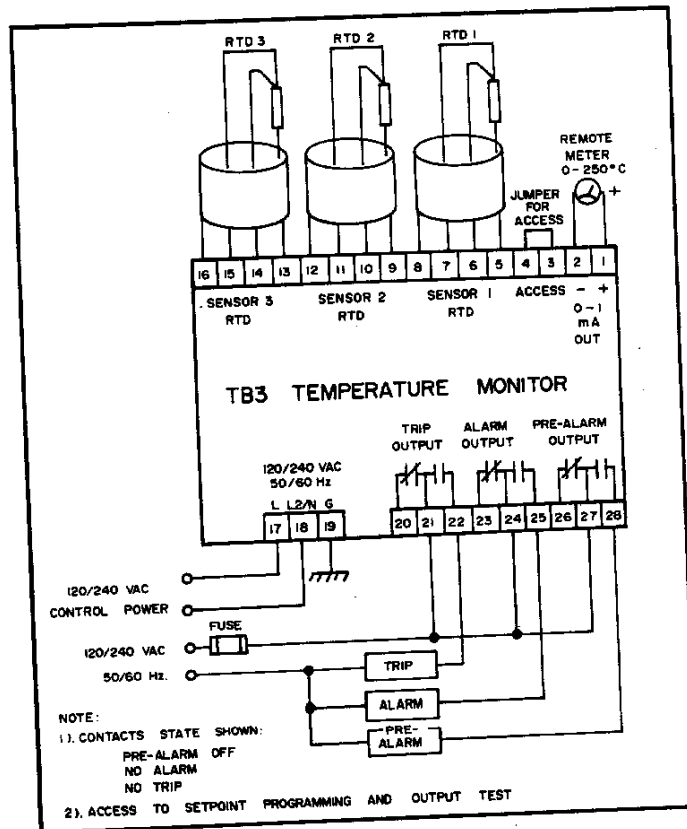 RTD 3 RTD 2 RTD 1
REMOTE
METER
0-250°C
+
JUMPER
FOR
ACCESS
16 15 14 13 12 11 10 9 8 7 6 5 4 3 2 1
SENSOR 3 SENSOR 2 SENSOR 1 ACCESS - +
RTD RTD RTD 0-1
mA
OUT
TB3 TEMPERATURE MONITOR
TRIP ALARM PRE-ALARM
OUTPUT OUTPUT OUTPUT
120/240 VAC
50/60 Hz
L L2/N G
17 18 19 20 21 22 23 24 25 26 27 28
120/240 VAC
CONTROL POWER
FUSE
120/240 VAC
50/60 Hz.
TRIP
ALARM
PRE-
ALARM
NOTE:
1). CONTACTS STATE SHOWN:
PRE-ALARM OFF
NO ALARM
NO TRIP
2). ACCESS TO SETPOINT PROGRAMMING AND OUTPUT TEST